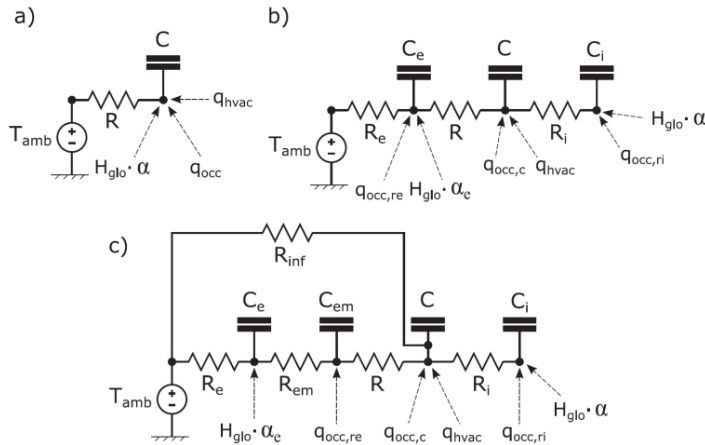 a)
C
R
q_hvac
T_amb
H_glo· α
q_occ
b)
C_e
C
C_i
R_e
R
R_i
T_amb
H_glo· α
q_occ,re
H_glo· α_e
q_occ,c
q_hvac
q_occ,ri
c)
R_inf
C_e
C_em
C
C_i
R_e
R_em
R
R_i
T_amb
H_glo· α_e
q_occ,re
q_occ,c
q_hvac
q_occ,ri
H_glo· α